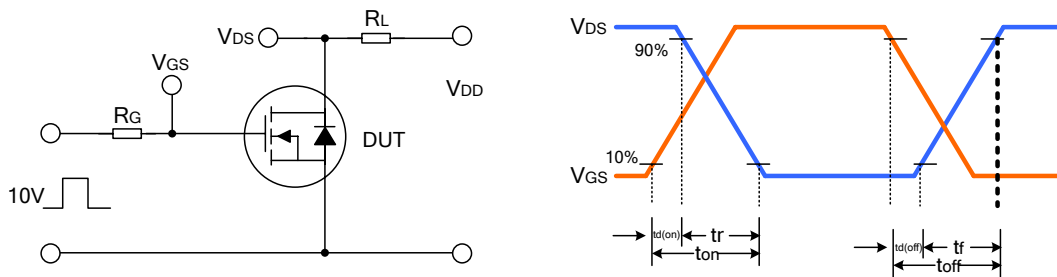 VDS
RL
VGS
VDD
RG
DUT
10V
VDS
90%
10%
VGS
td(on)
tr
ton
td(off)
tf
toff